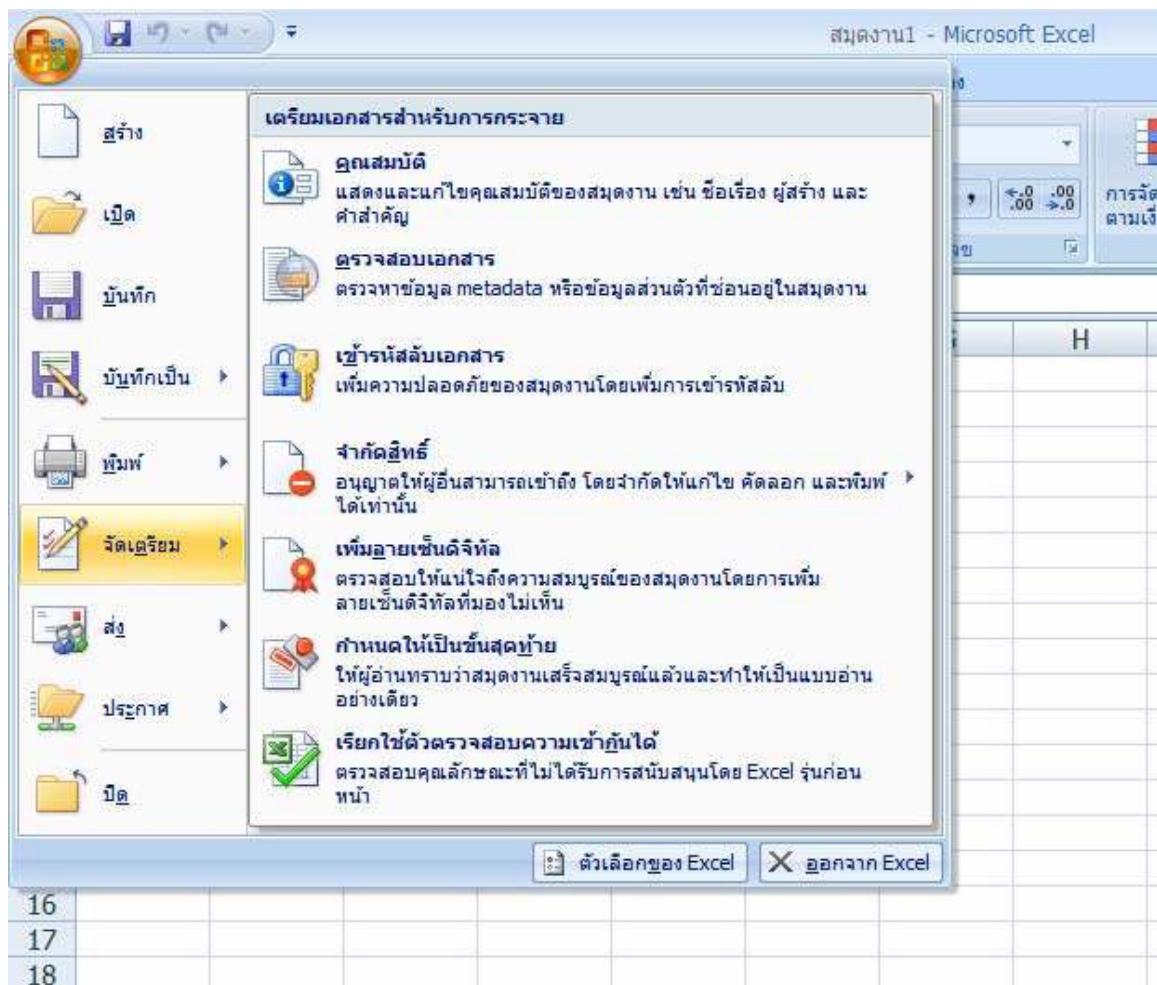 สมุดงาน1 - Microsoft Excel
สร้าง
เปิด
บันทึก
บันทึกเป็น
พิมพ์
จัดเตรียม
ส่ง
ประกาศ
ปิด
เตรียมเอกสารสำหรับการกระจาย
คุณสมบัติ
แสดงและแก้ไขคุณสมบัติของสมุดงาน เช่น ชื่อเรื่อง ผู้สร้าง และ
คำสำคัญ
ตรวจสอบเอกสาร
ตรวจหาข้อมูล metadata หรือข้อมูลส่วนตัวที่ซ่อนอยู่ในสมุดงาน
เข้ารหัสลับเอกสาร
เพิ่มความปลอดภัยของสมุดงานโดยเพิ่มการเข้ารหัสลับ
จำกัดสิทธิ์
อนุญาตให้ผู้อื่นสามารถเข้าถึง โดยจำกัดให้แก้ไข คัดลอก และพิมพ์
ได้เท่านั้น
เพิ่มลายเซ็นดิจิทัล
ตรวจสอบให้แน่ใจถึงความสมบูรณ์ของสมุดงานโดยการเพิ่ม
ลายเซ็นดิจิทัลที่มองไม่เห็น
กำหนดให้เป็นขั้นสุดท้าย
ให้ผู้อ่านทราบว่าสมุดงานเสร็จสมบูรณ์แล้วและทำให้เป็นแบบอ่าน
อย่างเดียว
เรียกใช้ตัวตรวจสอบความเข้ากันได้
ตรวจสอบคุณลักษณะที่ไม่ได้รับการสนับสนุนโดย Excel รุ่นก่อน
หน้า
ตัวเลือกของ Excel
ออกจาก Excel
, .0 .00 .00 .0
การจัด
ตามเงื่
H
16
17
18